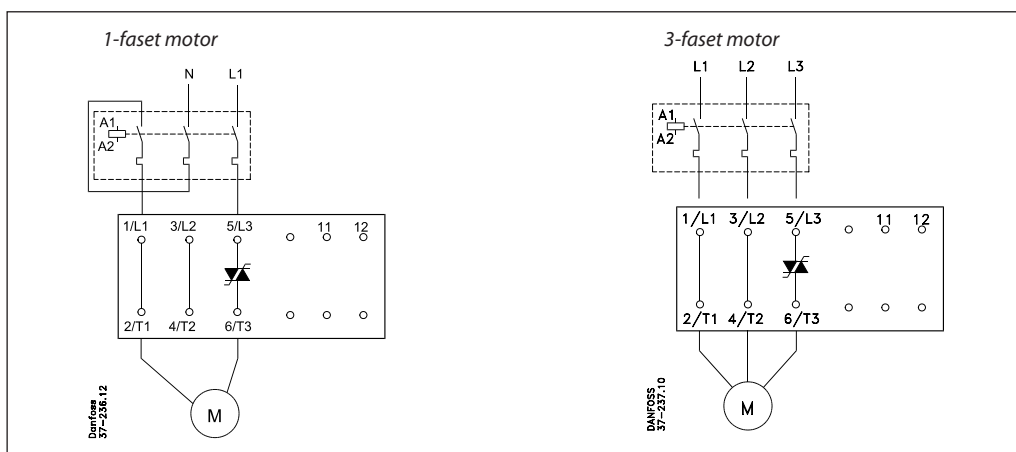 1-faset motor
N L1
A1
A2
1/L1 3/L2 5/L3 11 12
2/T1 4/T2 6/T3
M
Danfoss
37-236.12
3-faset motor
L1 L2 L3
A1
A2
1/L1 3/L2 5/L3 11 12
2/T1 4/T2 6/T3
M
DANFOSS
37-237.10